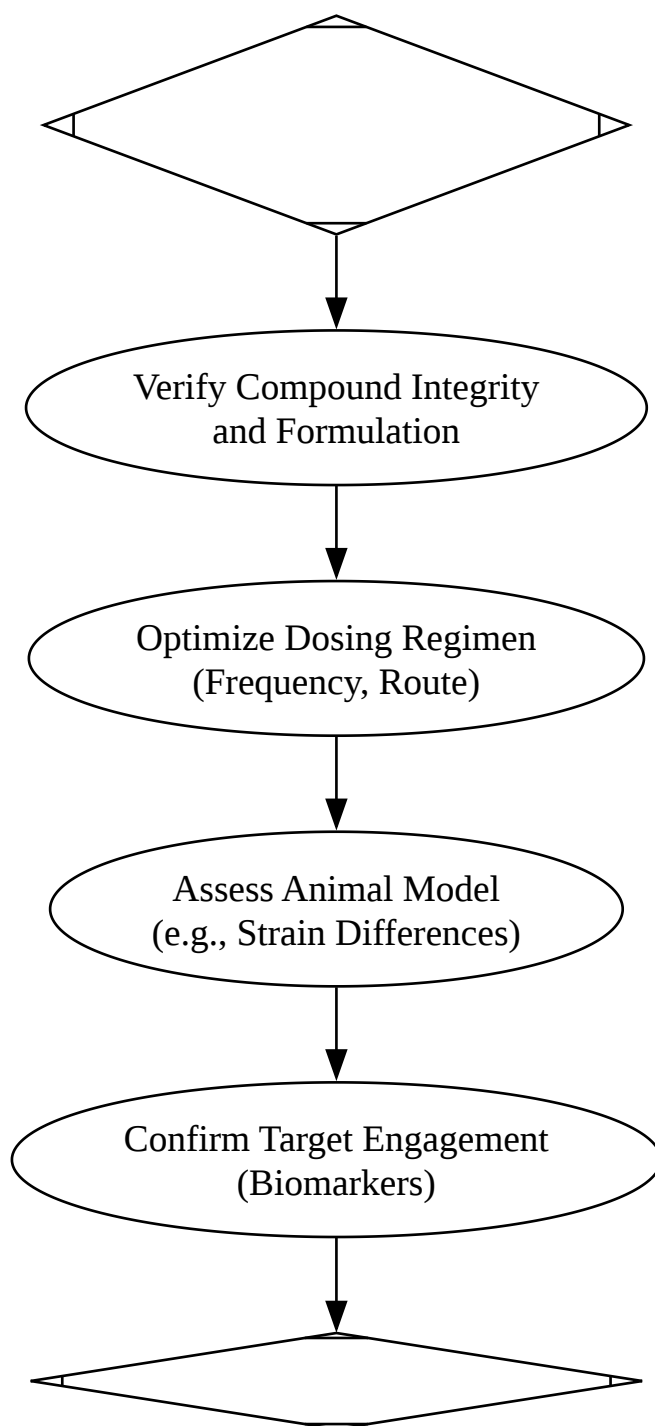 Verify Compound Integrity
and Formulation
Optimize Dosing Regimen
(Frequency, Route)
Assess Animal Model
(e.g., Strain Differences)
Confirm Target Engagement
(Biomarkers)